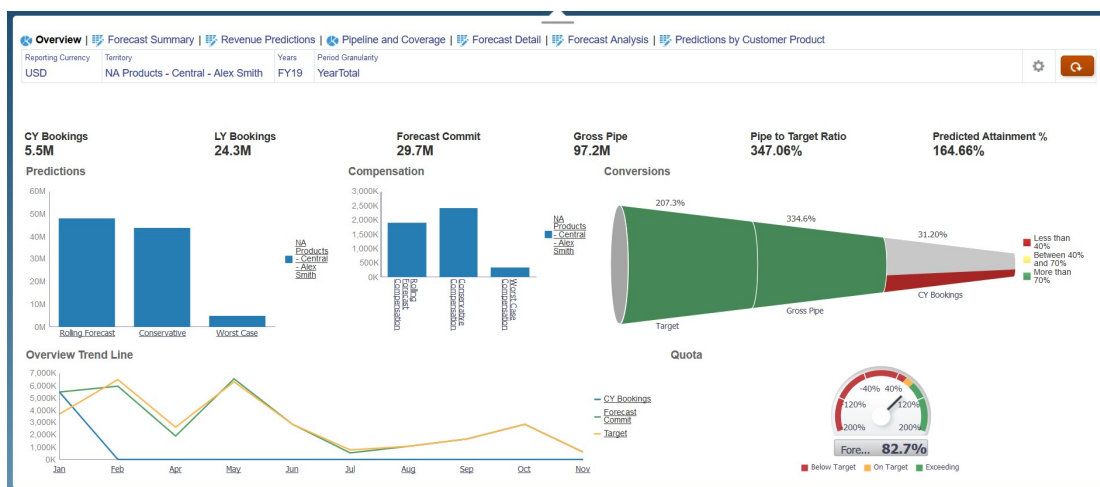 Overview | Forecast Summary | Revenue Predictions | Pipeline and Coverage | Forecast Detail | Forecast Analysis | Predictions by Customer Product
Reporting Currency Territory Years Period Granularity
USD NA Products - Central - Alex Smith FY19 YearTotal
CY Bookings LY Bookings Forecast Commit Gross Pipe Pipe to Target Ratio Predicted Attainment %
5.5M 24.3M 29.7M 97.2M 347.06% 164.66%
Predictions
60M
50M
40M
30M
20M
10M
0M
Rolling Forecast Conservative Worst Case
NA
Products
- Central
- Alex
Smith
Compensation
3,000K
2,500K
2,000K
1,500K
1,000K
500K
0K
Rolling
Forecast
Compensation
Conservative
Compensation
Worst Case
Compensation
NA
Products
- Central
- Alex
Smith
Conversions
207.3%
334.6%
31.20%
Target
Gross Pipe
CY Bookings
Less than
40%
Between 40%
and 70%
More than
70%
Overview Trend Line
7,000K
6,000K
5,000K
4,000K
3,000K
2,000K
1,000K
0K
Jan Feb Apr May Jun Jul Aug Sep Oct Nov
CY Bookings
Forecast
Commit
Target
Quota
-40% 40%
-120% 120%
-200% 200%
Fore... 82.7%
Below Target On Target Exceeding